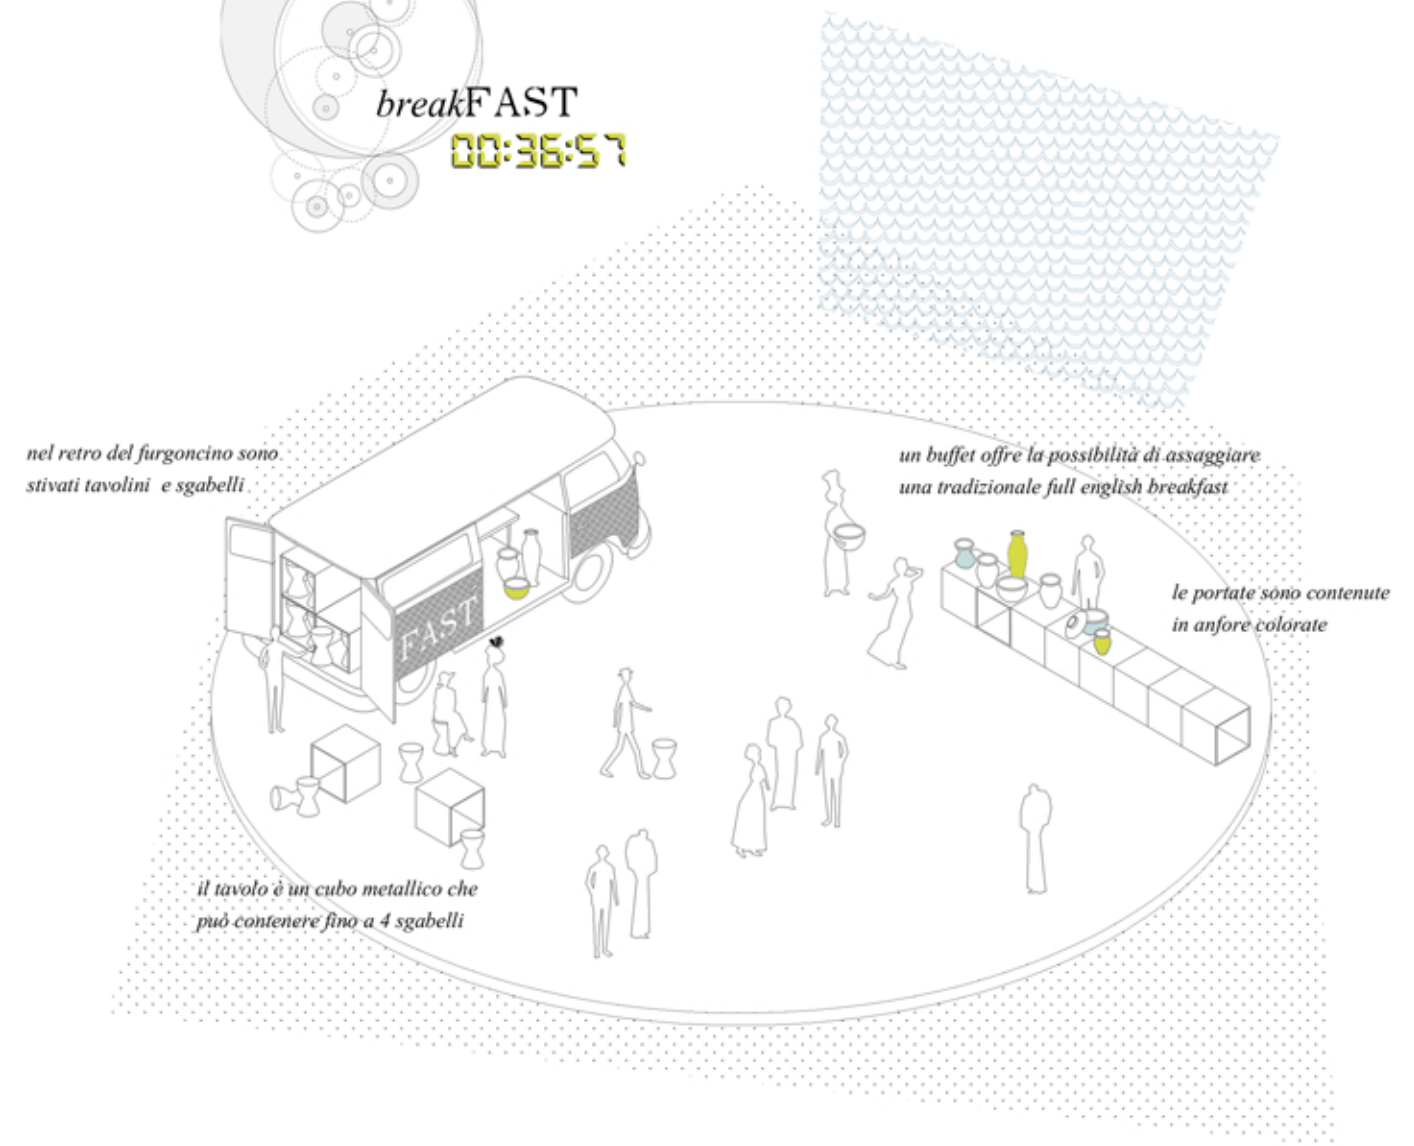 breakFAST
00:36:57
nel retro del furgoncino sono
stivati tavolini e sgabelli
un buffet offre la possibilità di assaggiare
una tradizionale full english breakfast
le portate sono contenute
in anfore colorate
FAST
il tavolo è un cubo metallico che
può contenere fino a 4 sgabelli